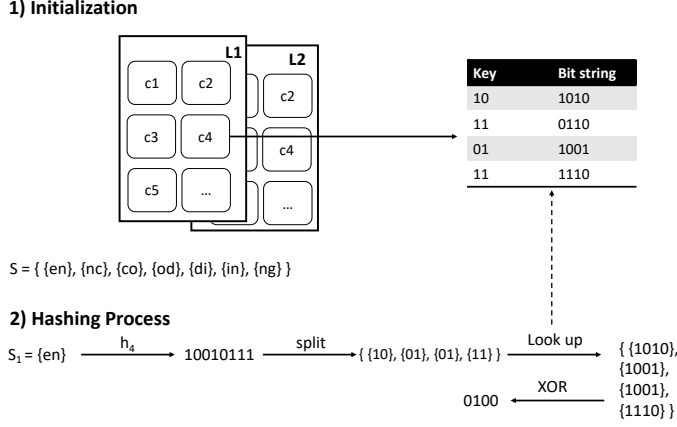 1) Initialization
L1
L2
c1 c2
c2
c3 c4
c4
c5 ...
...
Key Bit string
10 1010
11 0110
01 1001
11 1110
S = { {en}, {nc}, {co}, {od}, {di}, {in}, {ng} }
2) Hashing Process
S1 = {en} h4 10010111 split { {10}, {01}, {01}, {11} } Look up { {1010},
{1001},
{1001},
{1110} }
0100 XOR